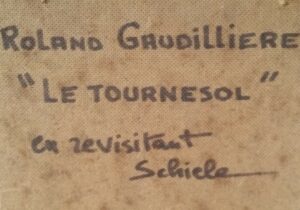 ROLAND GAUDILLIERE
"LE TOURNESOL"
en revisitant
Schiele